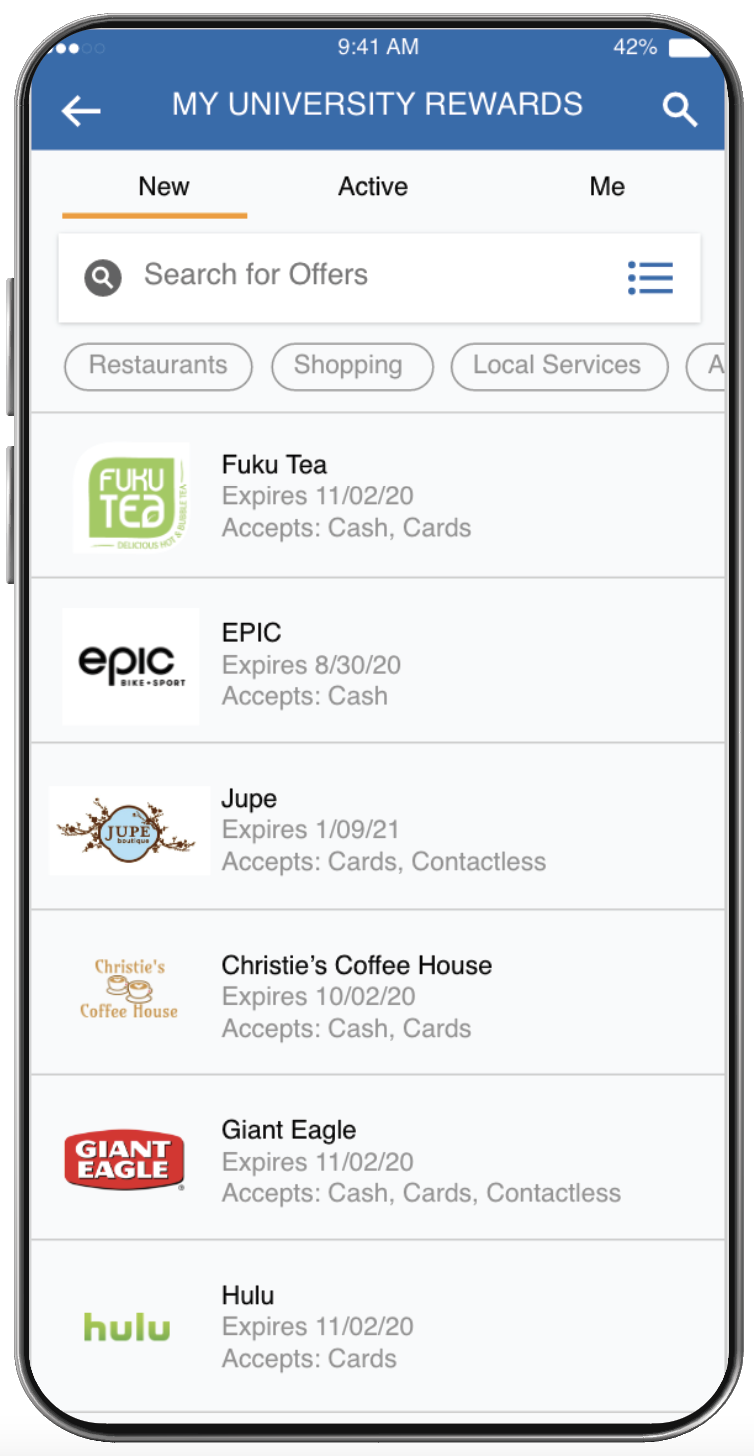 9:41 AM 42%
MY UNIVERSITY REWARDS
New Active Me
Search for Offers
Restaurants Shopping Local Services A
FUKU
TEA
DELICIOUS HOT & BUBBLE TEA
Fuku Tea
Expires 11/02/20
Accepts: Cash, Cards
epic
BIKE+SPORT
EPIC
Expires 8/30/20
Accepts: Cash
JUPE
boutique
Jupe
Expires 1/09/21
Accepts: Cards, Contactless
Christie's
Coffee House
Christie’s Coffee House
Expires 10/02/20
Accepts: Cash, Cards
GIANT
EAGLE
®
Giant Eagle
Expires 11/02/20
Accepts: Cash, Cards, Contactless
hulu
Hulu
Expires 11/02/20
Accepts: Cards